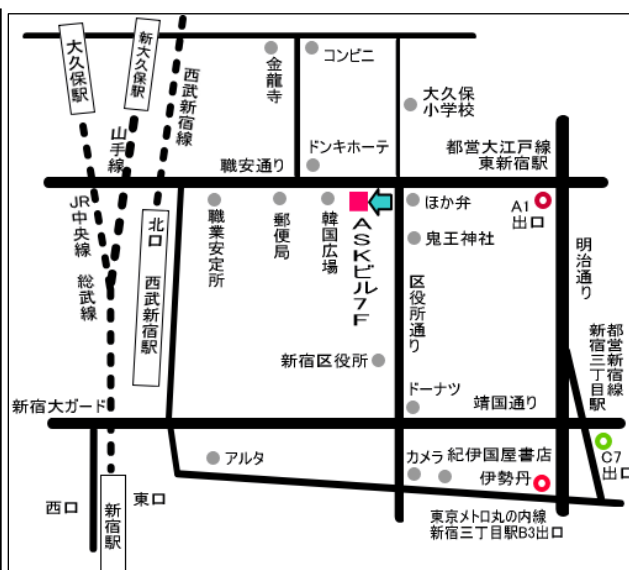 大久保駅
新大久保駅
西武新宿線
山手線
金龍寺
コンビニ
大久保
小学校
ドンキホーテ
職安通り
都営大江戸線
東新宿駅
JR
中央線
総武線
北口
西武新宿駅
職業安定所
郵便局
韓国広場
ASKビル7F
ほか弁
鬼王神社
A1
出口
明治通り
区役所通り
新宿区役所
都営新宿線
新宿三丁目駅
ドーナツ
靖国通り
新宿大ガード
アルタ
カメラ
紀伊国屋書店
伊勢丹
C7
出口
西口
新宿駅
東口
東京メトロ丸の内線
新宿三丁目駅B3出口